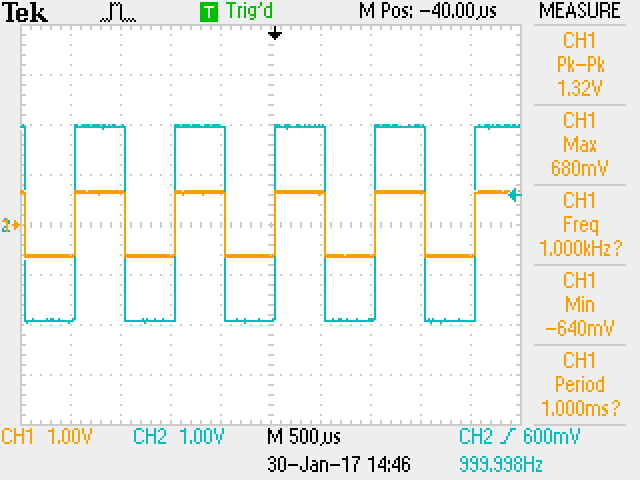 Tek T Trig'd M Pos: -40.00µs MEASURE
CH1
Pk-Pk
1.32V
CH1
Max
680mV
CH1
Freq
1.000kHz?
CH1
Min
-640mV
CH1
Period
1.000ms?
2
CH1 1.00V CH2 1.00V M 500µs CH2 600mV
30-Jan-17 14:46 999.998Hz